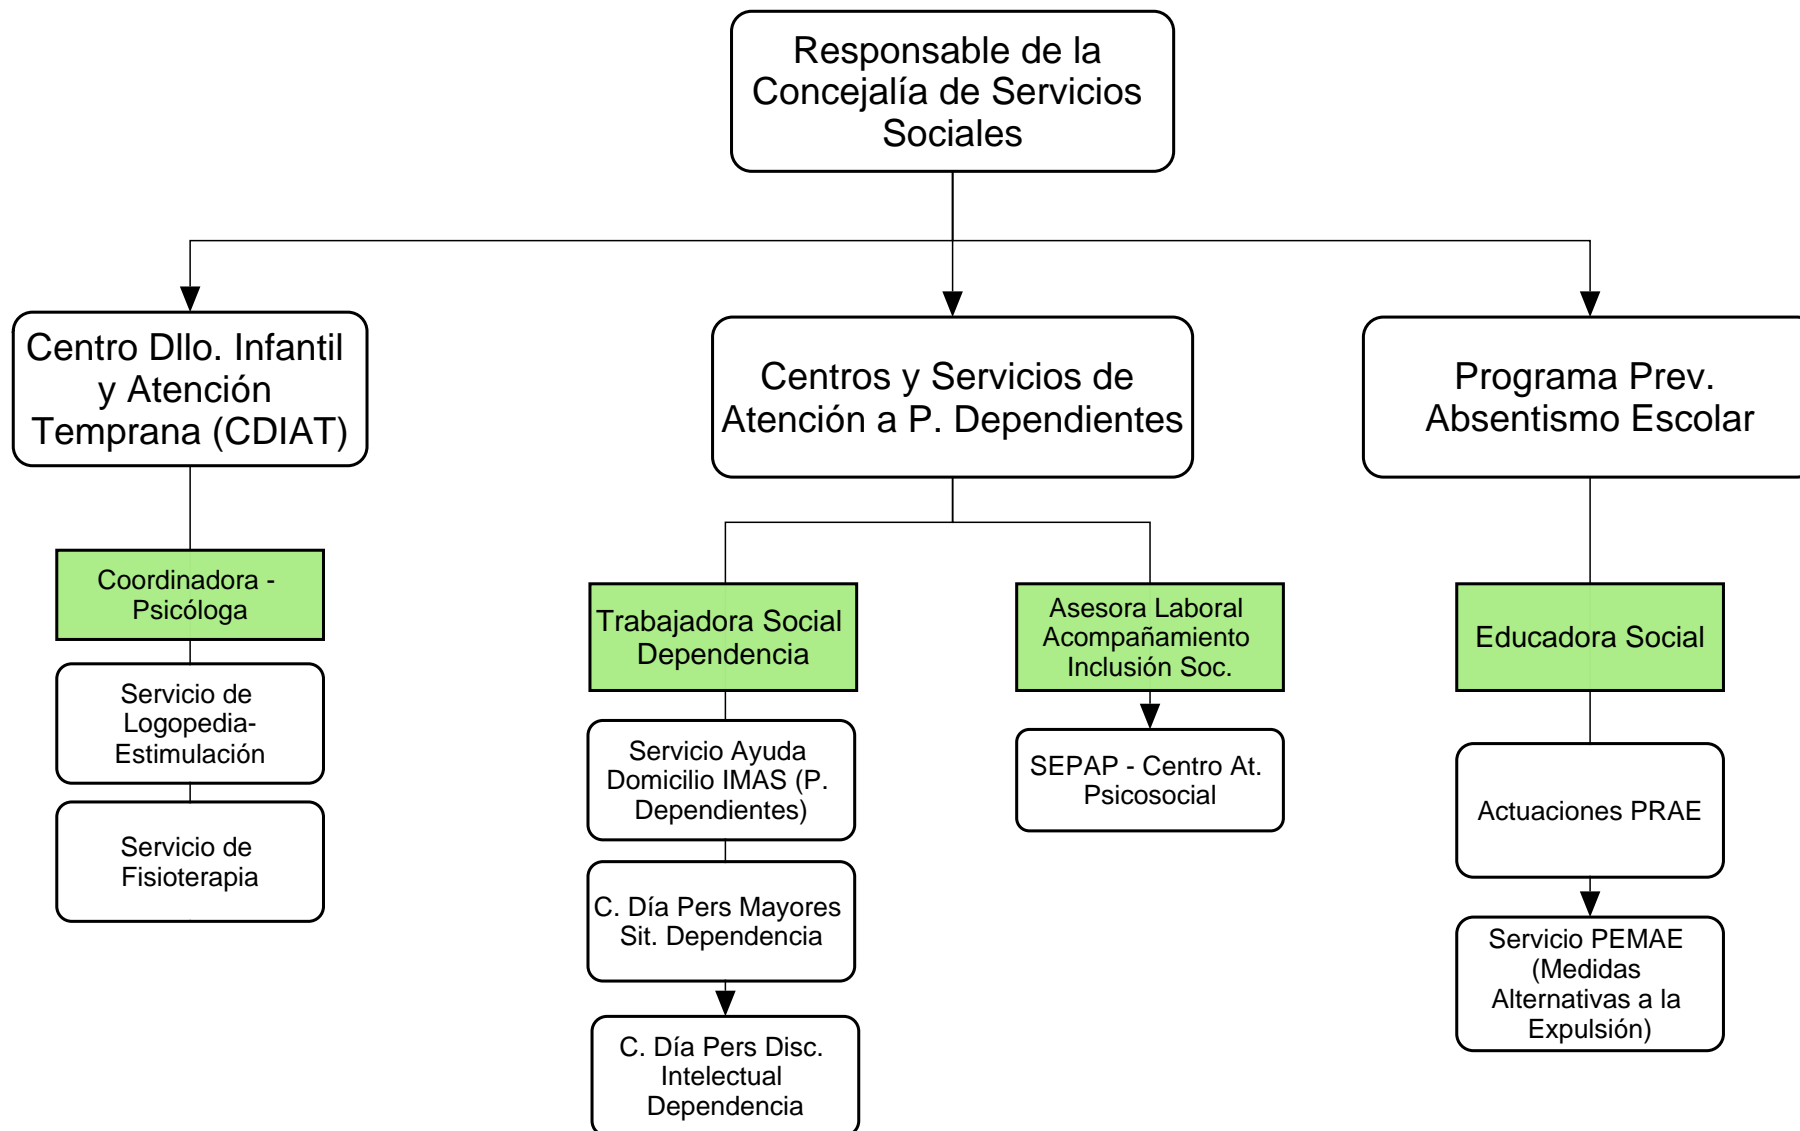 Responsable de la
Concejalía de Servicios
Sociales
Centro Dllo. Infantil
y Atención
Temprana (CDIAT)
Centros y Servicios de
Atención a P. Dependientes
Programa Prev.
Absentismo Escolar
Coordinadora -
Psicóloga
Servicio de
Logopedia-
Estimulación
Servicio de
Fisioterapia
Trabajadora Social
Dependencia
Servicio Ayuda
Domicilio IMAS (P.
Dependientes)
C. Día Pers Mayores
Sit. Dependencia
C. Día Pers Disc.
Intelectual
Dependencia
Asesora Laboral
Acompañamiento
Inclusión Soc.
SEPAP - Centro At.
Psicosocial
Educadora Social
Actuaciones PRAE
Servicio PEMAE
(Medidas
Alternativas a la
Expulsión)